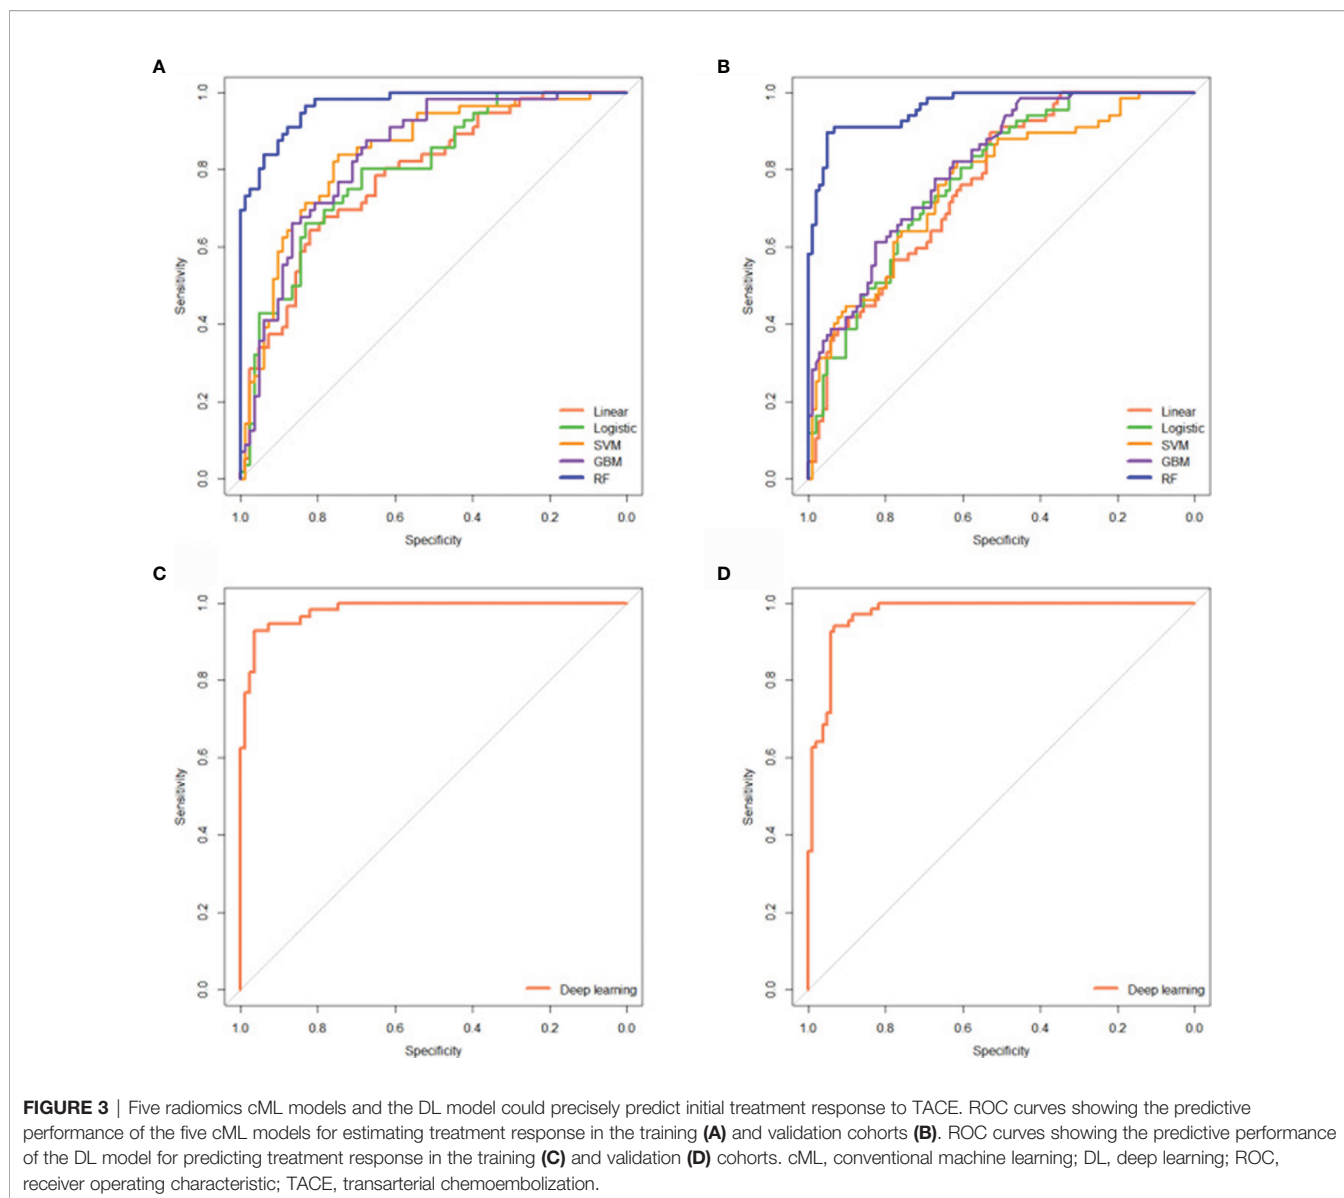 A
1.0
0.8
0.6
0.4
0.2
0.0
Sensitivity
Linear
Logistic
SVM
GBM
RF
1.0 0.8 0.6 0.4 0.2 0.0
Specificity
B
1.0
0.8
0.6
0.4
0.2
0.0
Sensitivity
Linear
Logistic
SVM
GBM
RF
1.0 0.8 0.6 0.4 0.2 0.0
Specificity
C
1.0
0.8
0.6
0.4
0.2
0.0
Sensitivity
Deep learning
1.0 0.8 0.6 0.4 0.2 0.0
Specificity
D
1.0
0.8
0.6
0.4
0.2
0.0
Sensitivity
Deep learning
1.0 0.8 0.6 0.4 0.2 0.0
Specificity
FIGURE 3 | Five radiomics cML models and the DL model could precisely predict initial treatment response to TACE. ROC curves showing the predictive
performance of the five cML models for estimating treatment response in the training (A) and validation cohorts (B). ROC curves showing the predictive performance
of the DL model for predicting treatment response in the training (C) and validation (D) cohorts. cML, conventional machine learning; DL, deep learning; ROC,
receiver operating characteristic; TACE, transarterial chemoembolization.